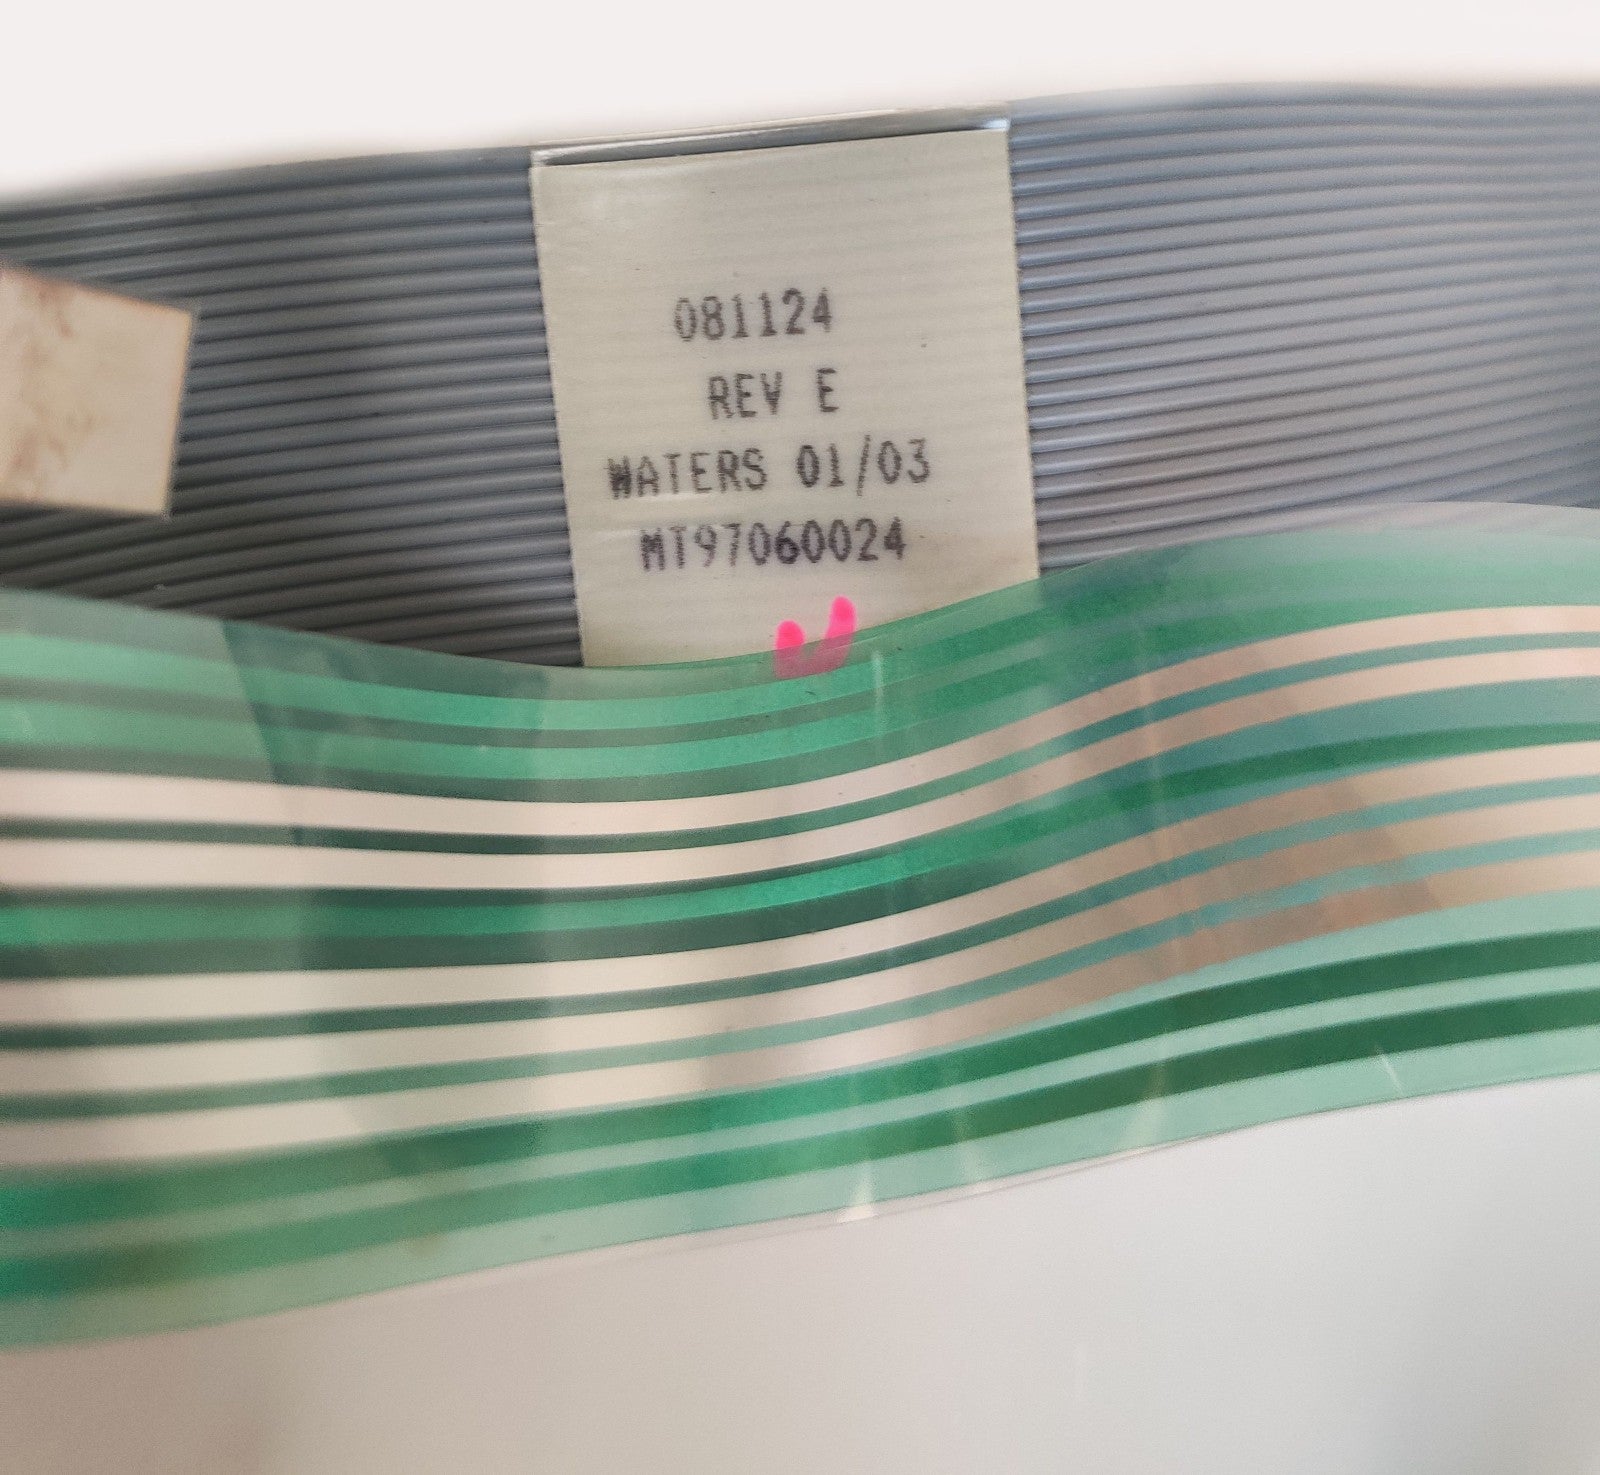 081124
REV E
WATERS 01/03
MT97060024